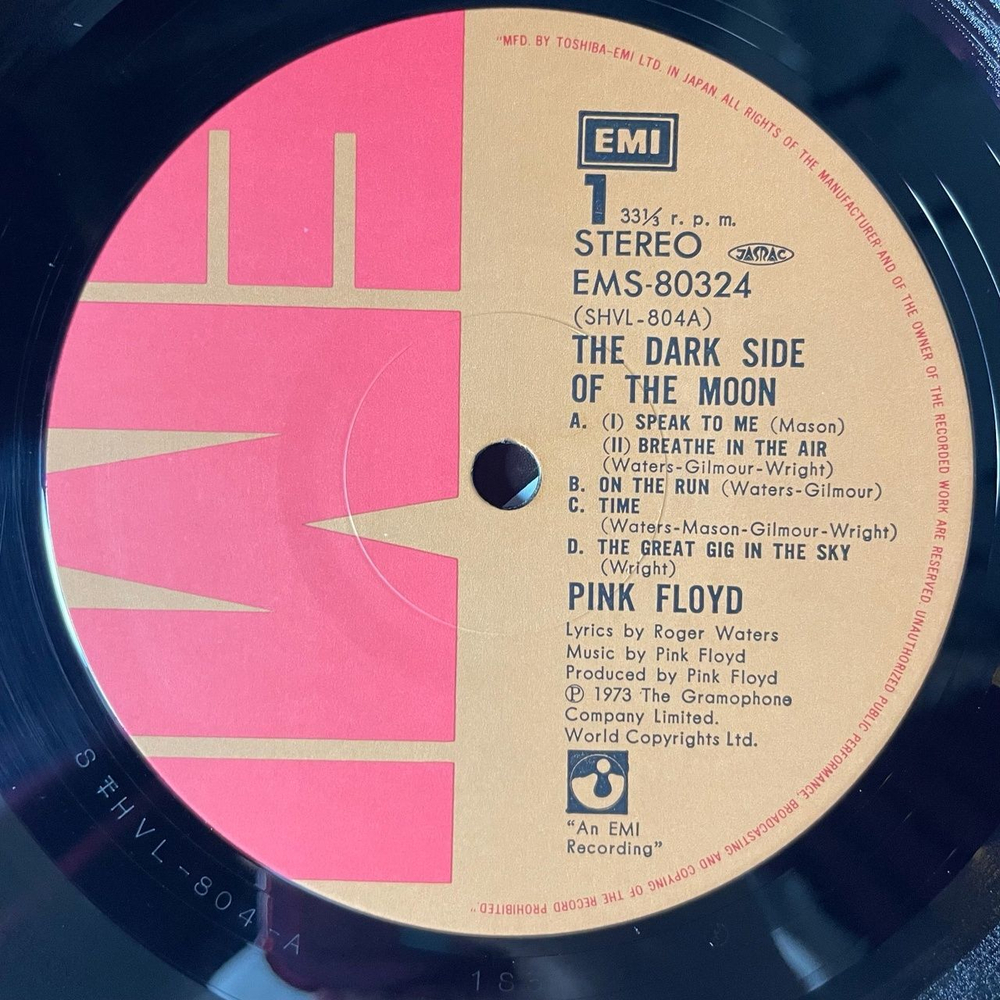 "MFD. BY TOSHIBA-EMI LTD. IN JAPAN. ALL RIGHTS OF THE MANUFACTURER AND OF THE OWNER OF THE RECORDED WORK ARE RESERVED. UNAUTHORIZED PUBLIC PERFORMANCE, BROADCASTING AND COPYING OF THE RECORD PROHIBITED."
EMI
EMI
1 33⅓ r. p. m.
STEREO JASRAC
EMS-80324
(SHVL-804A)
THE DARK SIDE
OF THE MOON
A. (I) SPEAK TO ME (Mason)
(II) BREATHE IN THE AIR
(Waters-Gilmour-Wright)
B. ON THE RUN (Waters-Gilmour)
C. TIME
(Waters-Mason-Gilmour-Wright)
D. THE GREAT GIG IN THE SKY
(Wright)
PINK FLOYD
Lyrics by Roger Waters
Music by Pink Floyd
Produced by Pink Floyd
℗ 1973 The Gramophone
Company Limited.
World Copyrights Ltd.
"An EMI
Recording"
SHVL-804-A